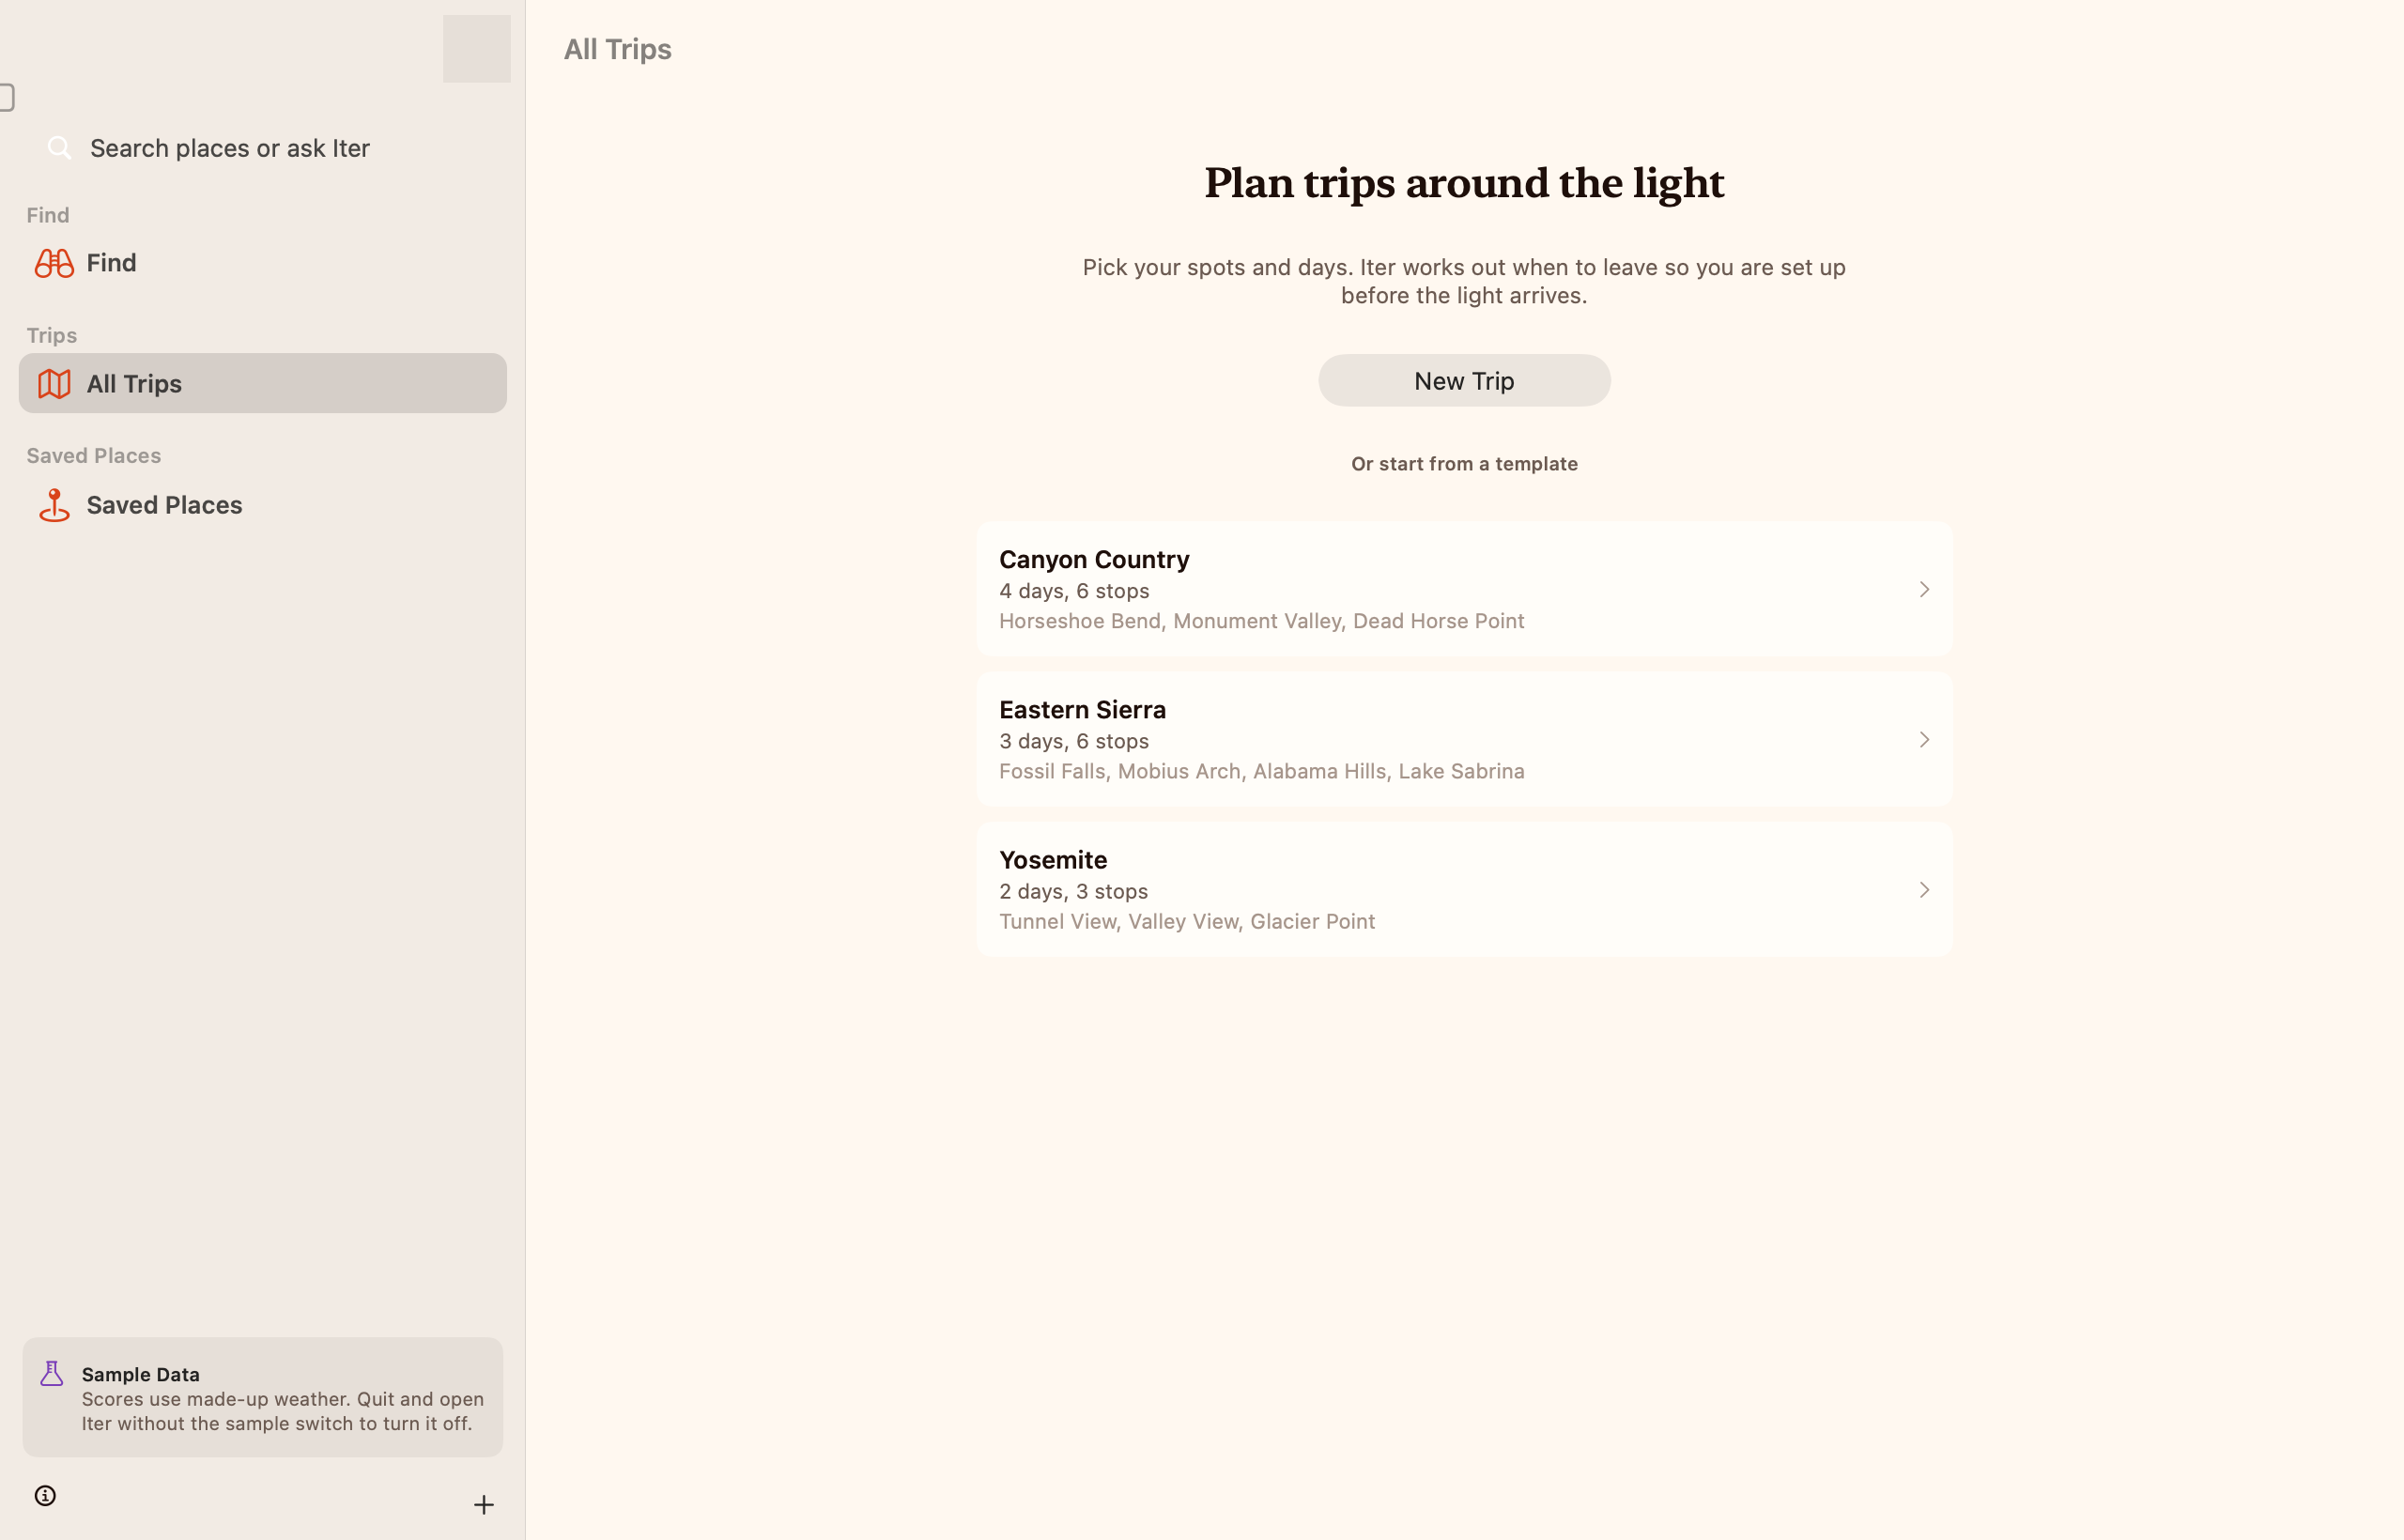 All Trips
Search places or ask Iter
Find
Find
Trips
All Trips
Saved Places
Saved Places
Plan trips around the light
Pick your spots and days. Iter works out when to leave so you are set up
before the light arrives.
New Trip
Or start from a template
Canyon Country
4 days, 6 stops
Horseshoe Bend, Monument Valley, Dead Horse Point
Eastern Sierra
3 days, 6 stops
Fossil Falls, Mobius Arch, Alabama Hills, Lake Sabrina
Yosemite
2 days, 3 stops
Tunnel View, Valley View, Glacier Point
Sample Data
Scores use made-up weather. Quit and open
Iter without the sample switch to turn it off.